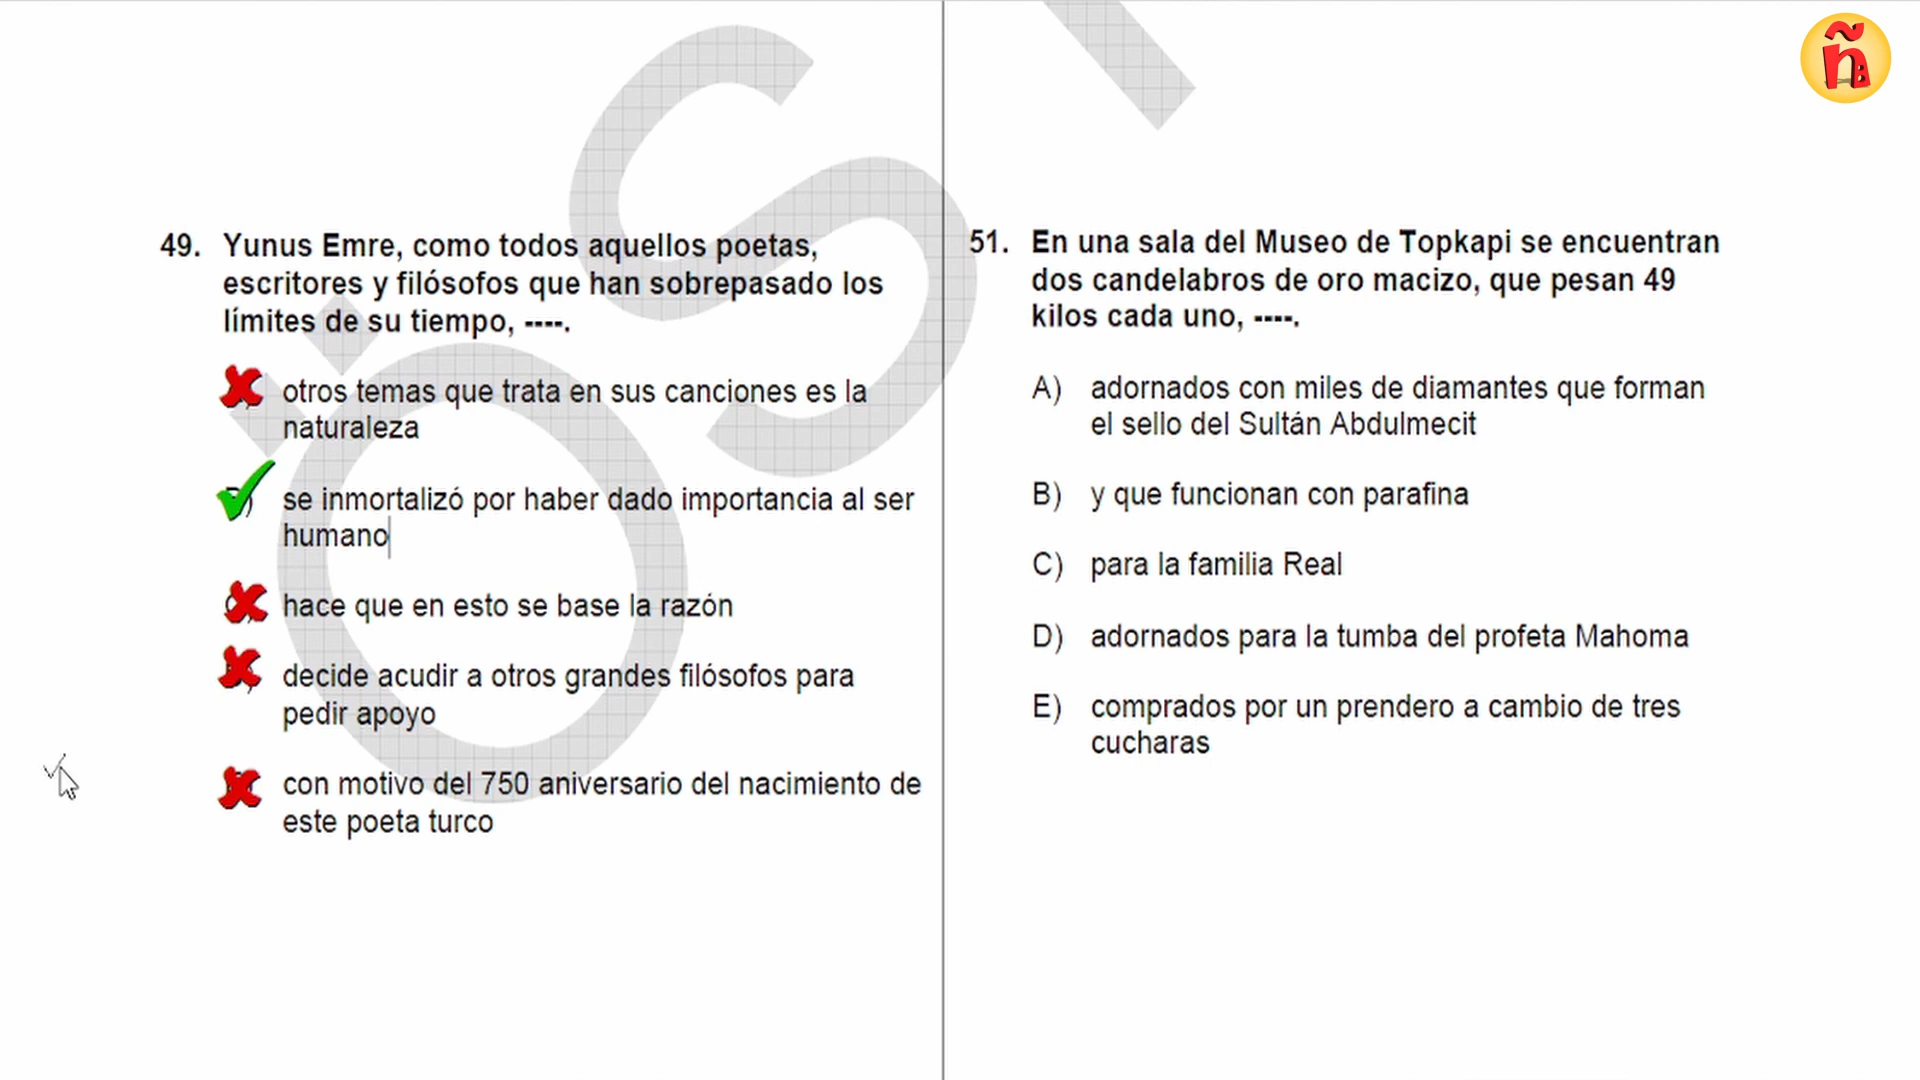 ñ
ÖSY
49. Yunus Emre, como todos aquellos poetas,
escritores y filósofos que han sobrepasado los
límites de su tiempo, ----.
otros temas que trata en sus canciones es la
naturaleza
se inmortalizó por haber dado importancia al ser
humano
hace que en esto se base la razón
decide acudir a otros grandes filósofos para
pedir apoyo
con motivo del 750 aniversario del nacimiento de
este poeta turco
51. En una sala del Museo de Topkapi se encuentran
dos candelabros de oro macizo, que pesan 49
kilos cada uno, ----.
A) adornados con miles de diamantes que forman
el sello del Sultán Abdulmecit
B) y que funcionan con parafina
C) para la familia Real
D) adornados para la tumba del profeta Mahoma
E) comprados por un prendero a cambio de tres
cucharas